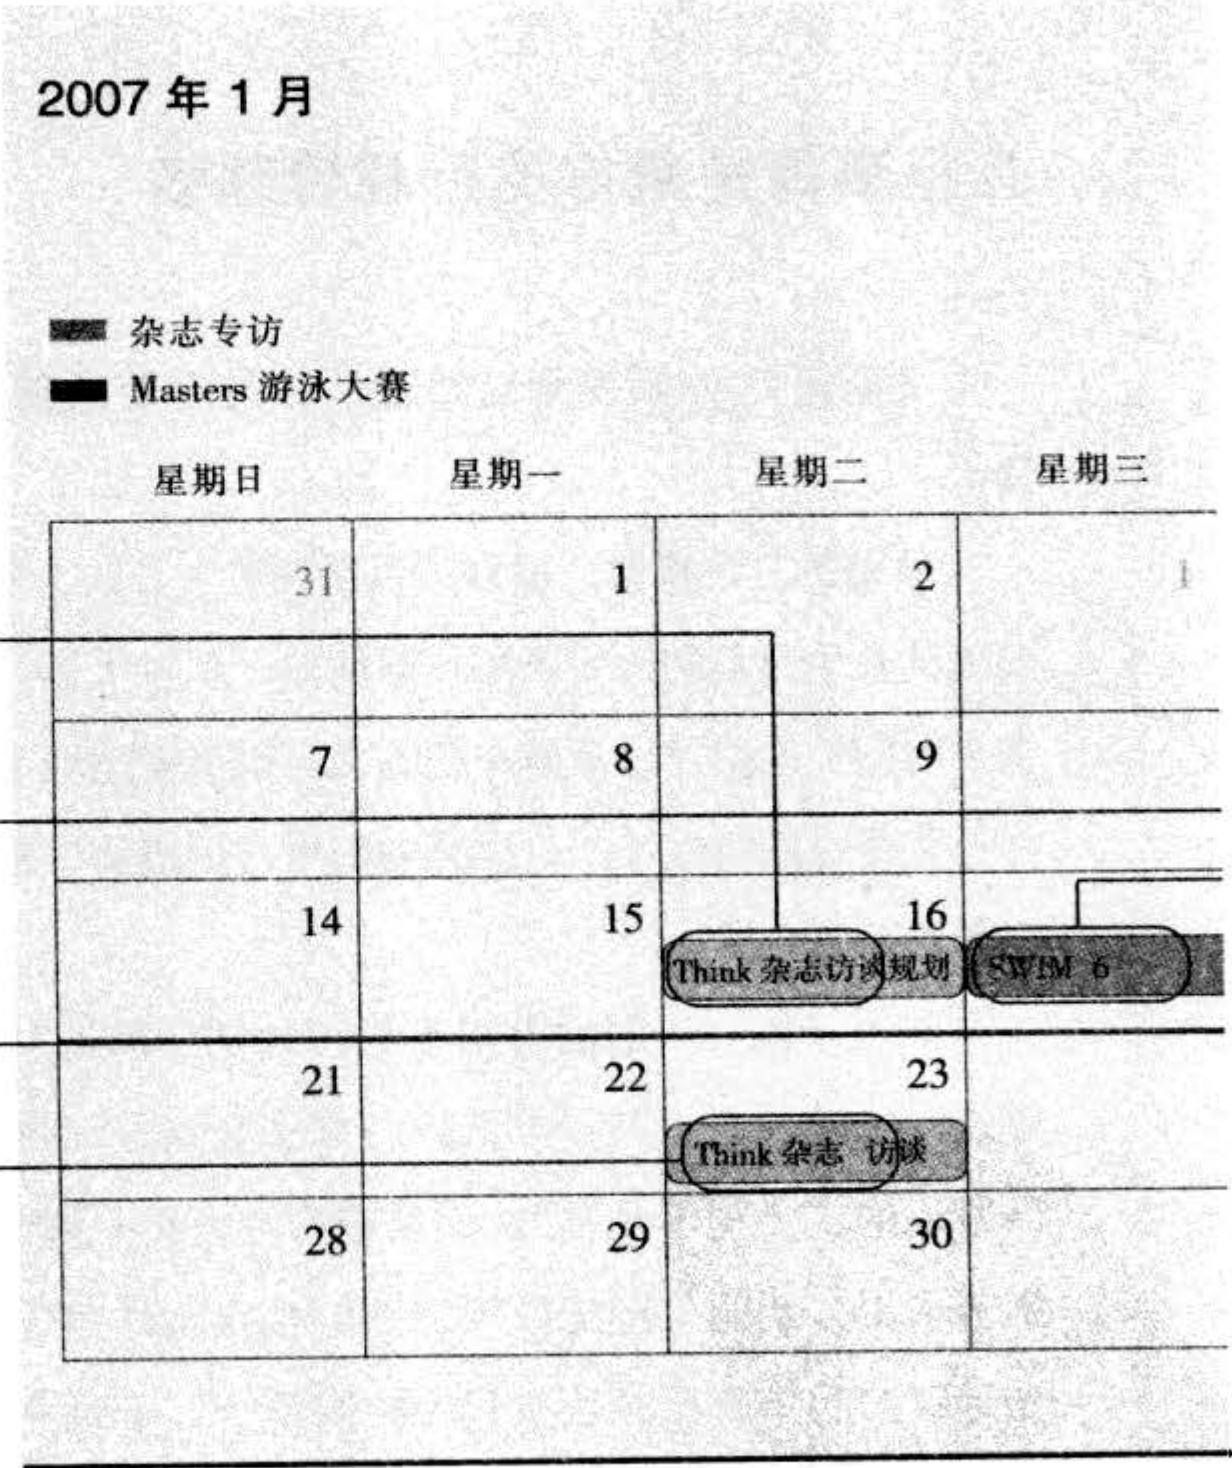 2007 年 1 月
杂志专访
Masters 游泳大赛
星期日 星期一 星期二 星期三
31 1 2 1
7 8 9
14 15 16
Think 杂志访谈规划 SWIM 6
21 22 23
Think 杂志 访谈
28 29 30